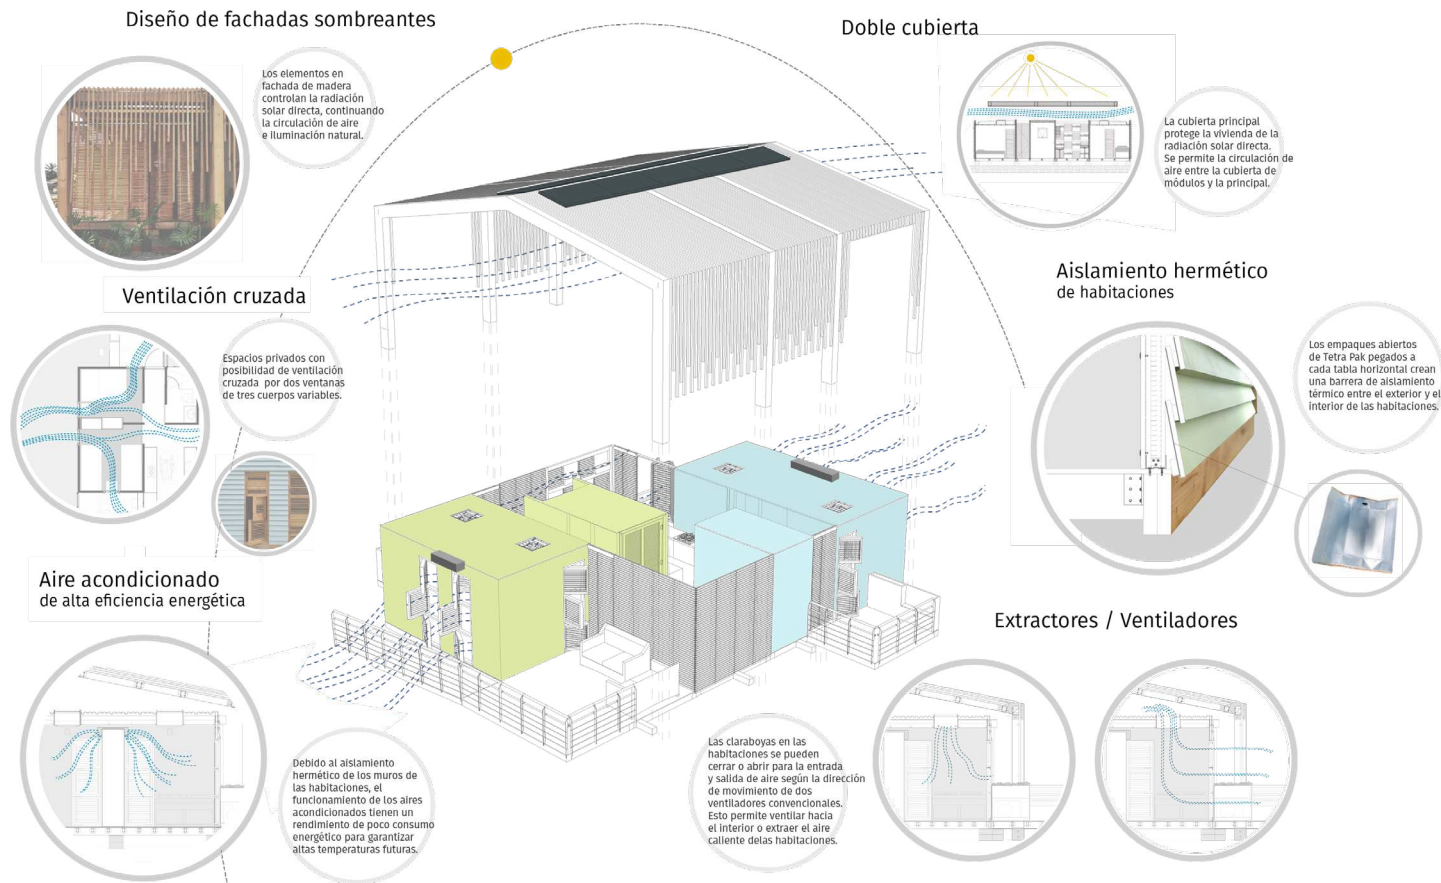 Diseño de fachadas sombreantes
Los elementos en
fachada de madera
controlan la radiación
solar directa, continuando
la circulación de aire
e iluminación natural.
Doble cubierta
La cubierta principal
protege la vivienda de la
radiación solar directa.
Se permite la circulación de
aire entre la cubierta de
módulos y la principal.
Ventilación cruzada
Espacios privados con
posibilidad de ventilación
cruzada por dos ventanas
de tres cuerpos variables.
Aislamiento hermético
de habitaciones
Los empaques abiertos
de Tetra Pak pegados a
cada tabla horizontal crean
una barrera de aislamiento
térmico entre el exterior y el
interior de las habitaciones.
Aire acondicionado
de alta eficiencia energética
Debido al aislamiento
hermético de los muros de
las habitaciones, el
funcionamiento de los aires
acondicionados tienen un
rendimiento de poco consumo
energético para garantizar
altas temperaturas futuras.
Extractores / Ventiladores
Las claraboyas en las
habitaciones se pueden
cerrar o abrir para la entrada
y salida de aire según la dirección
de movimiento de dos
ventiladores convencionales.
Esto permite ventilar hacia
el interior o extraer el aire
caliente delas habitaciones.